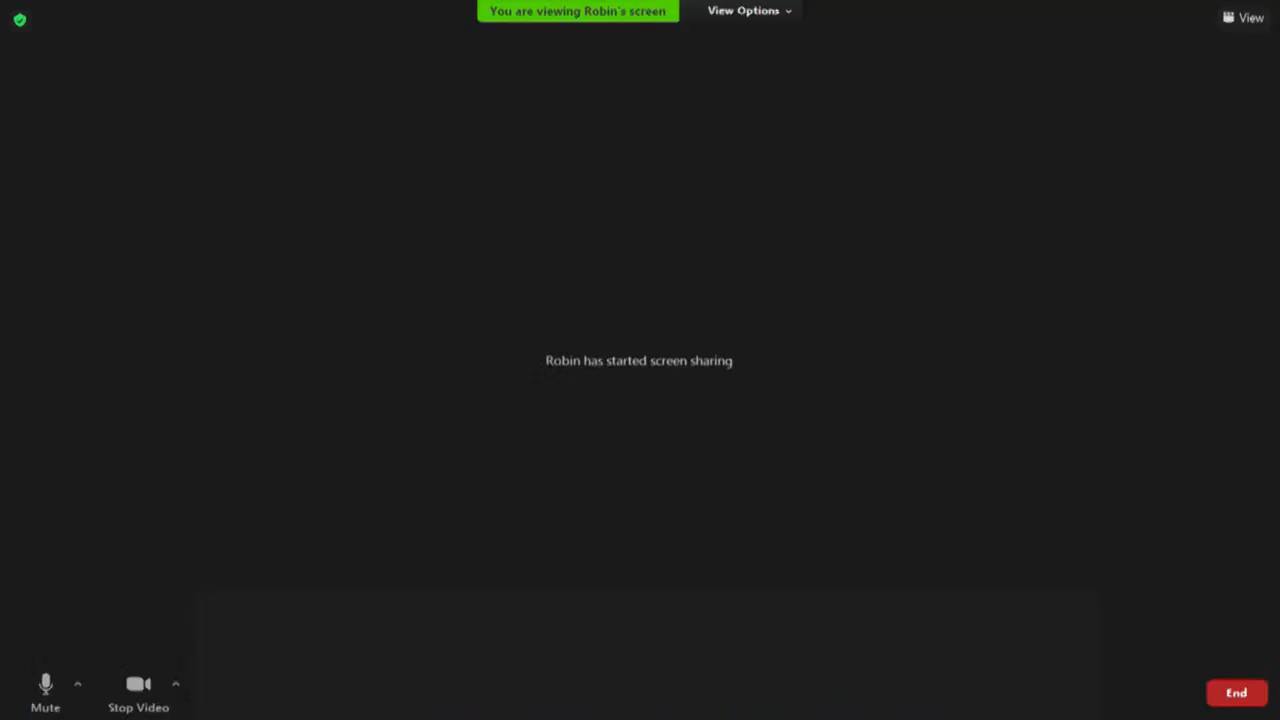 You are viewing Robin's screen
View Options
View
Robin has started screen sharing
Mute
Stop Video
End